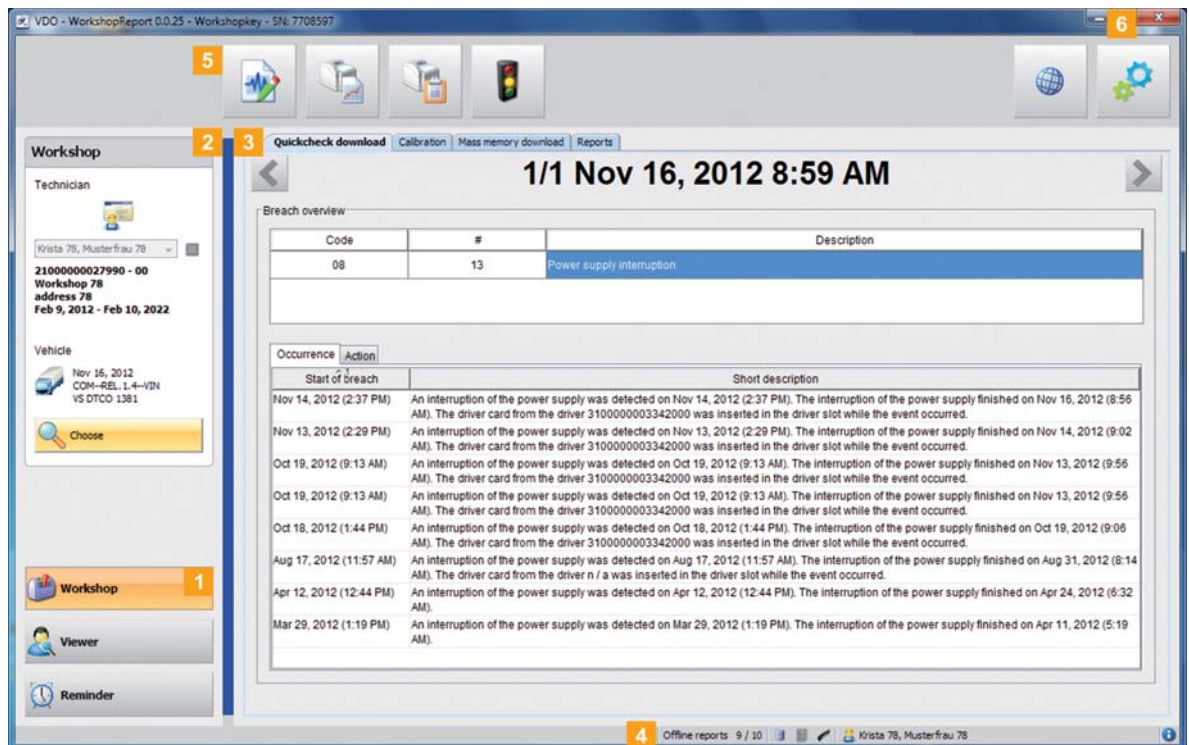 VDO - WorkshopReport 0.0.25 - Workshopkey - SN: 7708597
6
5
2
3
Workshop
Technician
Krista 78, Musterfrau 78
21000000027990 - 00
Workshop 78
address 78
Feb 9, 2012 - Feb 10, 2022
Vehicle
Nov 16, 2012
COM--REL.1.4--VIN
VS DTCO 1381
Choose
Workshop
1
Viewer
Reminder
Quickcheck download Calibration Mass memory download Reports
1/1 Nov 16, 2012 8:59 AM
Breach overview
Code # Description
08 13 Power supply interruption
Occurrence Action
Start of breach Short description
Nov 14, 2012 (2:37 PM) An interruption of the power supply was detected on Nov 14, 2012 (2:37 PM). The interruption of the power supply finished on Nov 16, 2012 (8:56
AM). The driver card from the driver 3100000003342000 was inserted in the driver slot while the event occurred.
Nov 13, 2012 (2:29 PM) An interruption of the power supply was detected on Nov 13, 2012 (2:29 PM). The interruption of the power supply finished on Nov 14, 2012 (9:02
AM). The driver card from the driver 3100000003342000 was inserted in the driver slot while the event occurred.
Oct 19, 2012 (9:13 AM) An interruption of the power supply was detected on Oct 19, 2012 (9:13 AM). The interruption of the power supply finished on Nov 13, 2012 (9:56
AM). The driver card from the driver 3100000003342000 was inserted in the driver slot while the event occurred.
Oct 19, 2012 (9:13 AM) An interruption of the power supply was detected on Oct 19, 2012 (9:13 AM). The interruption of the power supply finished on Nov 13, 2012 (9:56
AM). The driver card from the driver 3100000003342000 was inserted in the driver slot while the event occurred.
Oct 18, 2012 (1:44 PM) An interruption of the power supply was detected on Oct 18, 2012 (1:44 PM). The interruption of the power supply finished on Oct 19, 2012 (9:06
AM). The driver card from the driver 3100000003342000 was inserted in the driver slot while the event occurred.
Aug 17, 2012 (11:57 AM) An interruption of the power supply was detected on Aug 17, 2012 (11:57 AM). The interruption of the power supply finished on Aug 31, 2012 (8:14
AM). The driver card from the driver n / a was inserted in the driver slot while the event occurred.
Apr 12, 2012 (12:44 PM) An interruption of the power supply was detected on Apr 12, 2012 (12:44 PM). The interruption of the power supply finished on Apr 24, 2012 (6:32
AM).
Mar 29, 2012 (1:19 PM) An interruption of the power supply was detected on Mar 29, 2012 (1:19 PM). The interruption of the power supply finished on Apr 11, 2012 (5:19
AM).
4 Offline reports 9 / 10 Krista 78, Musterfrau 78